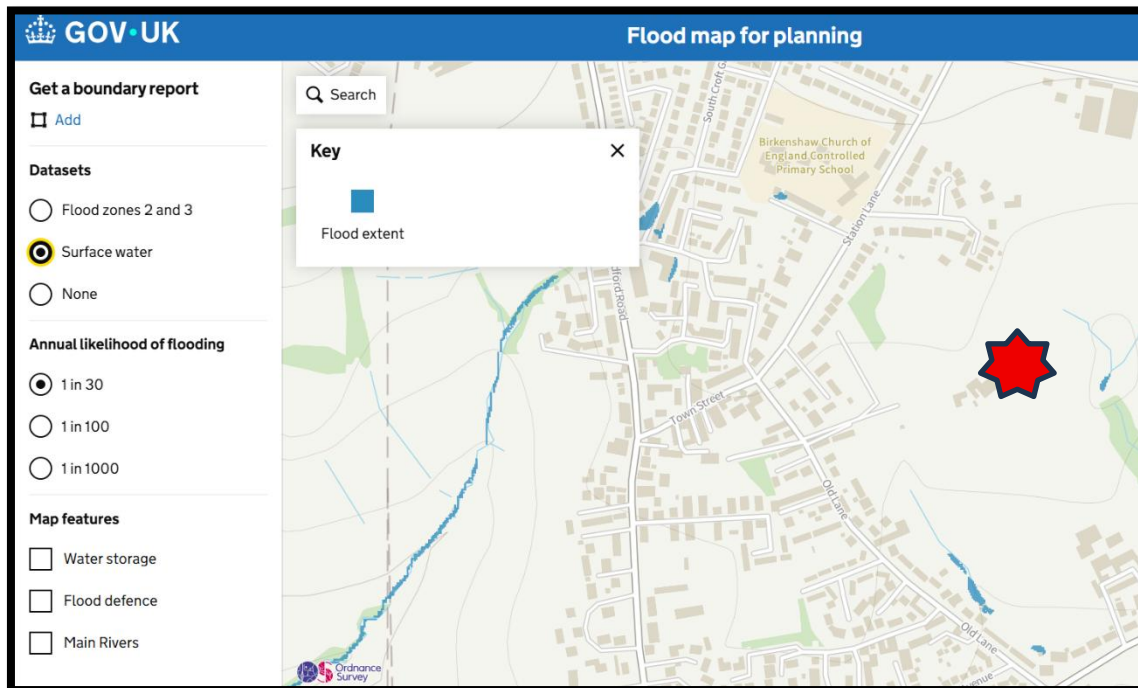 GOV·UK
Flood map for planning
Get a boundary report
Add
Datasets
Flood zones 2 and 3
Surface water
None
Annual likelihood of flooding
1 in 30
1 in 100
1 in 1000
Map features
Water storage
Flood defence
Main Rivers
Search
Key
Flood extent
South Croft
Birkenshaw Church of
England Controlled
Primary School
Station Lane
dford Road
Town Street
Old Lane
Old Lane
enue
Ordnance
Survey